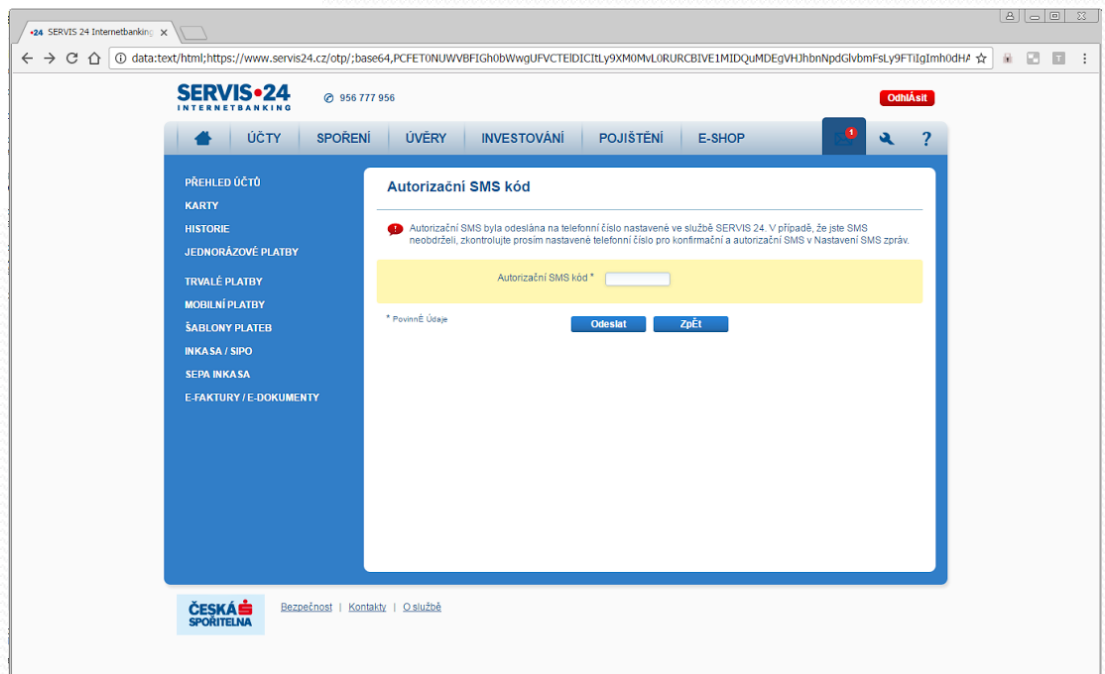 SERVIS 24 Internetbanking
data:text/html;https://www.servis24.cz/otp/;base64,
SERVIS 24
INTERNETBANKING
956 777 956
OdhlÁsit
ÚČTY SPOŘENÍ ÚVĚRY INVESTOVÁNÍ POJIŠTĚNÍ E-SHOP 1 ?
PŘEHLED ÚČTŮ
KARTY
HISTORIE
JEDNORÁZOVÉ PLATBY
TRVALÉ PLATBY
MOBILNÍ PLATBY
ŠABLONY PLATEB
INKASA / SIPO
SEPA INKASA
E-FAKTURY / E-DOKUMENTY
Autorizační SMS kód
Autorizační SMS byla odeslána na telefonní číslo nastavené ve službě SERVIS 24. V případě, že jste SMS
neobdrželi, zkontrolujte prosím nastavené telefonní číslo pro konfirmační a autorizační SMS v Nastavení SMS zpráv.
Autorizační SMS kód *
* PovinnÉ Údaje
Odeslat ZpĚt
ČESKÁ
SPOŘITELNA
Bezpečnost | Kontakty | O službě